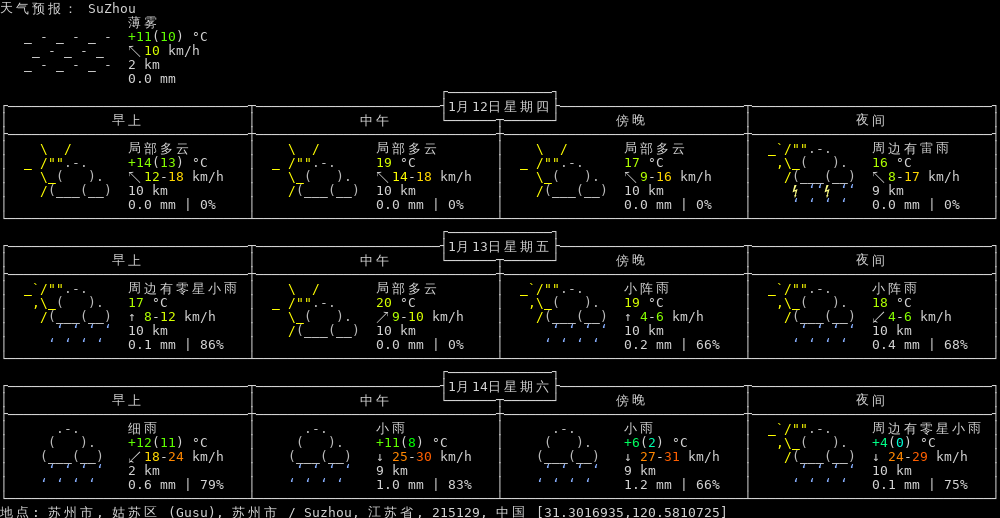 天气预报: SuZhou
薄雾
+11(10) °C
↖ 10 km/h
2 km
0.0 mm
1月12日星期四
早上 中午 傍晚 夜间
局部多云 局部多云 局部多云 周边有雷雨
+14(13) °C 19 °C 17 °C 16 °C
↖ 12-18 km/h ↖ 14-18 km/h ↖ 9-16 km/h ↖ 8-17 km/h
10 km 10 km 10 km 9 km
0.0 mm | 0% 0.0 mm | 0% 0.0 mm | 0% 0.0 mm | 0%
1月13日星期五
早上 中午 傍晚 夜间
周边有零星小雨 局部多云 小阵雨 小阵雨
17 °C 20 °C 19 °C 18 °C
↑ 8-12 km/h ↗ 9-10 km/h ↑ 4-6 km/h ↙ 4-6 km/h
10 km 10 km 10 km 10 km
0.1 mm | 86% 0.0 mm | 0% 0.2 mm | 66% 0.4 mm | 68%
1月14日星期六
早上 中午 傍晚 夜间
细雨 小雨 小雨 周边有零星小雨
+12(11) °C +11(8) °C +6(2) °C +4(0) °C
↙ 18-24 km/h ↓ 25-30 km/h ↓ 27-31 km/h ↓ 24-29 km/h
2 km 9 km 9 km 10 km
0.6 mm | 79% 1.0 mm | 83% 1.2 mm | 66% 0.1 mm | 75%
地点: 苏州市, 姑苏区 (Gusu), 苏州市 / Suzhou, 江苏省, 215129, 中国 [31.3016935,120.5810725]